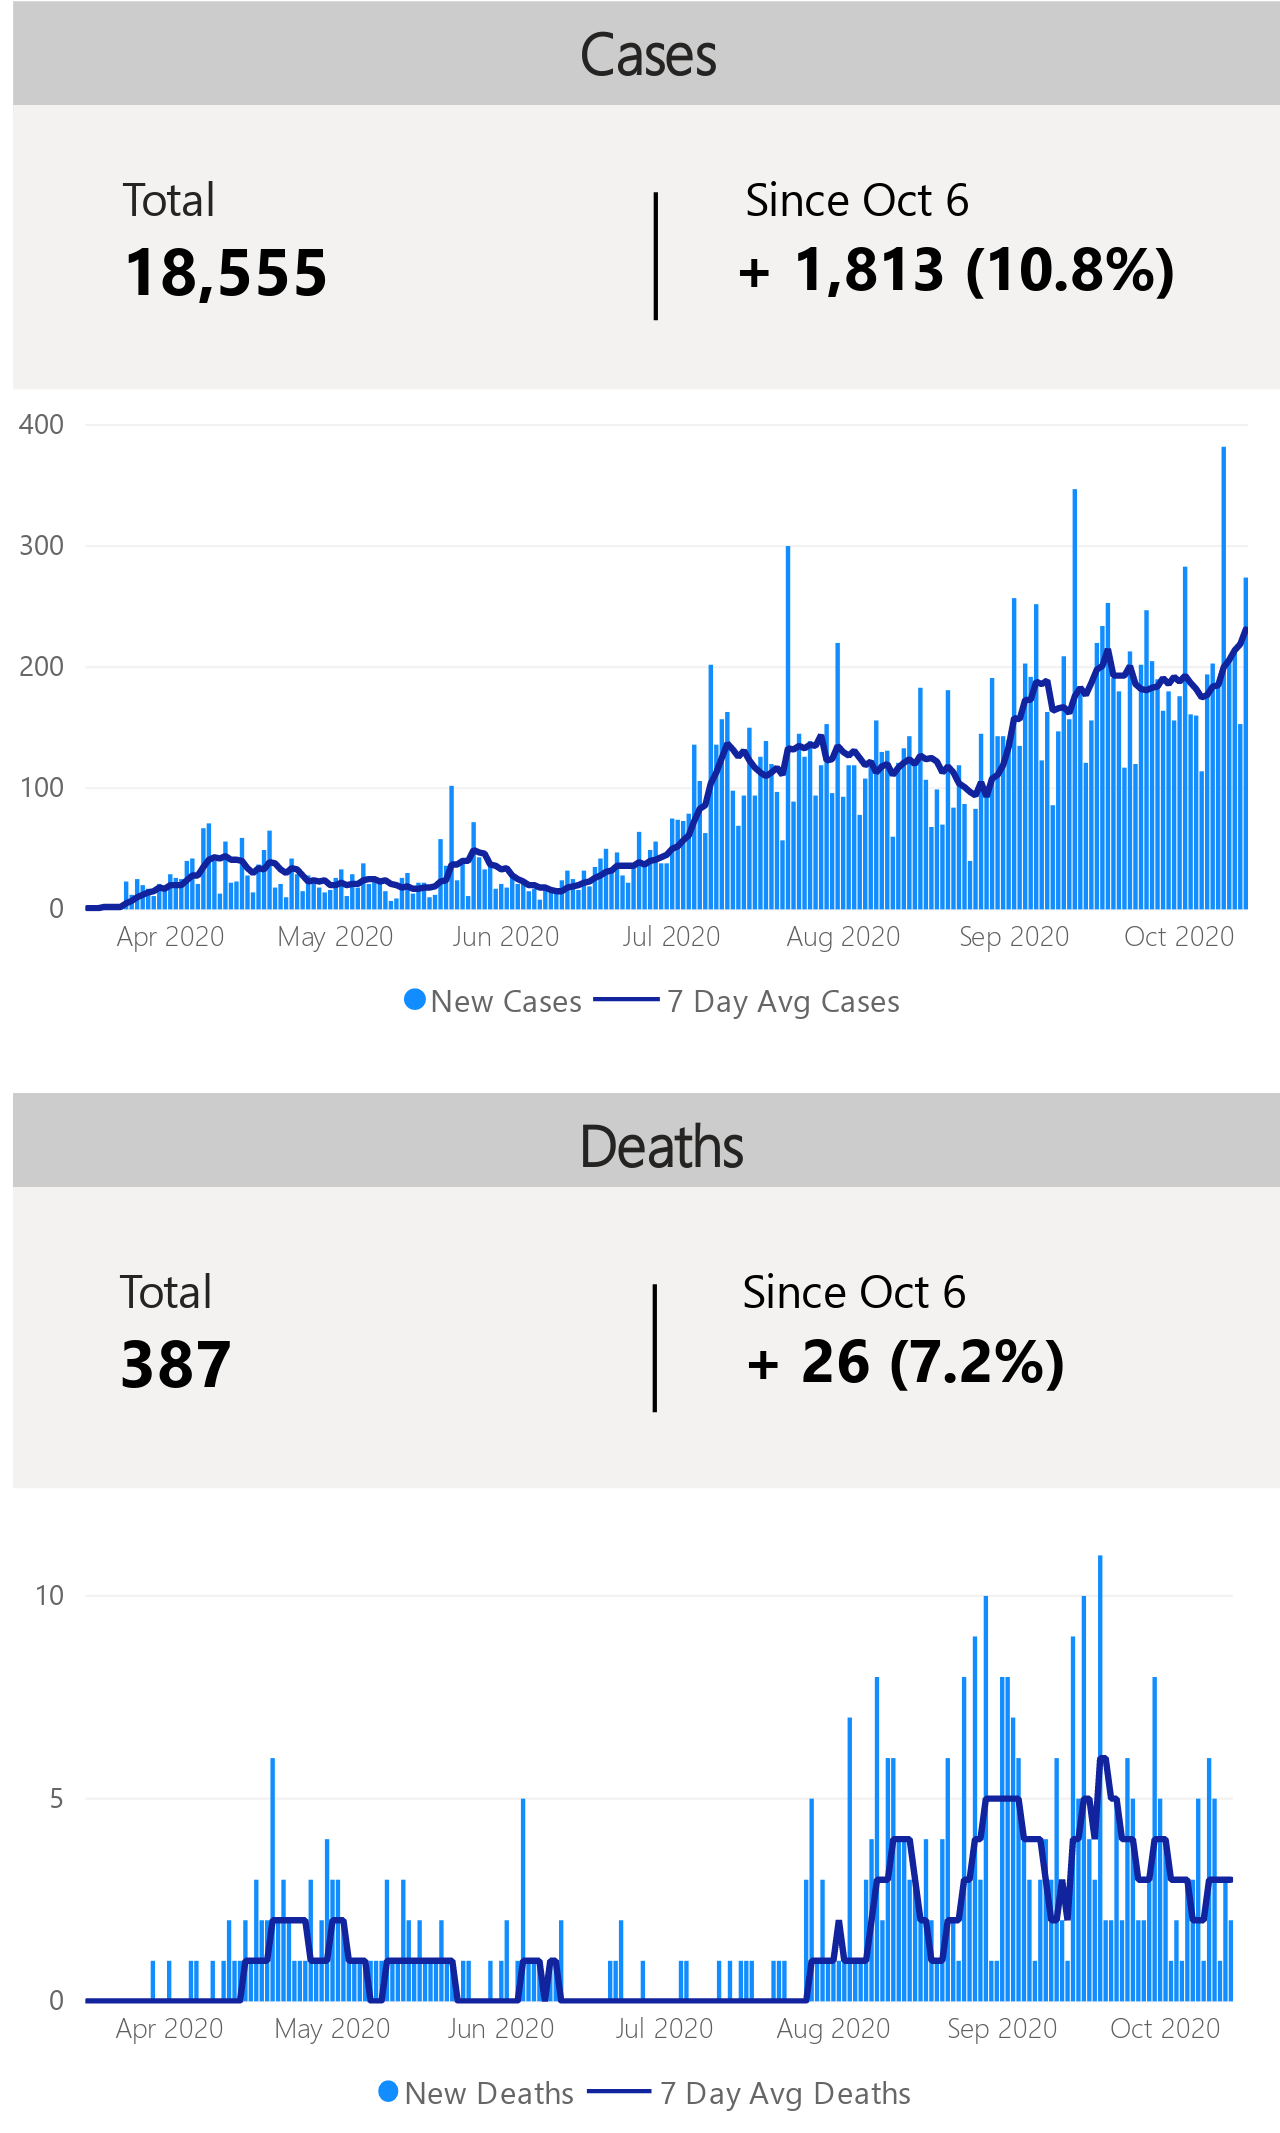 Cases
Total
Since Oct 6
18,555
+ 1,813 (10.8%)
400
300
200
100
0
Apr 2020 May 2020 Jun 2020 Jul 2020 Aug 2020 Sep 2020 Oct 2020
New Cases 7 Day Avg Cases
Deaths
Total
Since Oct 6
387
+ 26 (7.2%)
10
5
0
Apr 2020 May 2020 Jun 2020 Jul 2020 Aug 2020 Sep 2020 Oct 2020
New Deaths 7 Day Avg Deaths